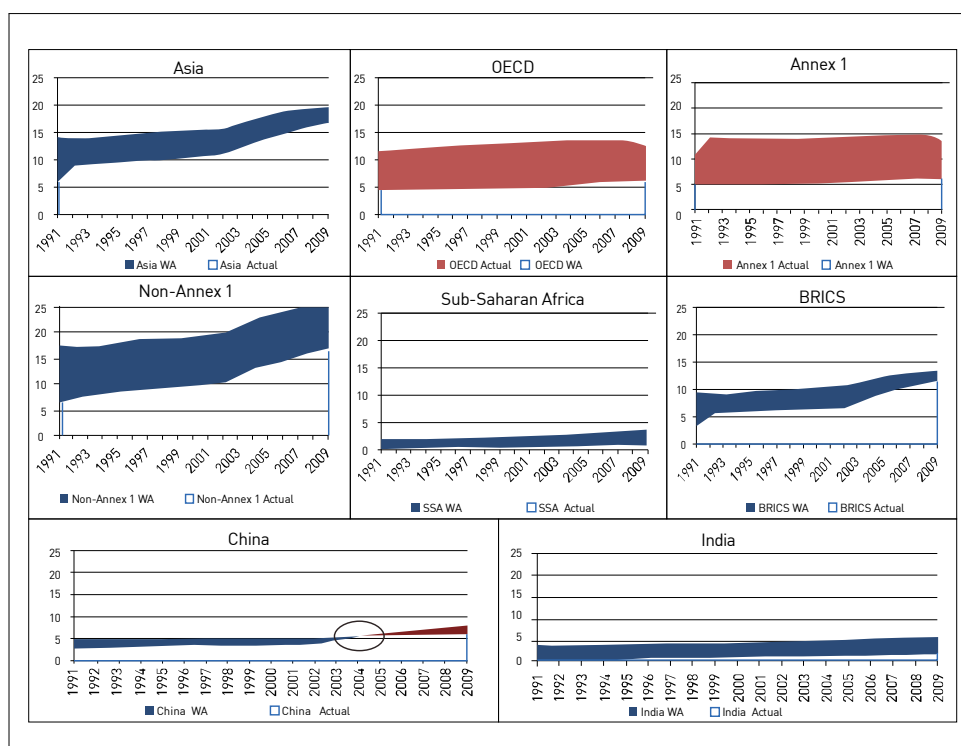 Asia
25
20
15
10
5
0
1991 1993 1995 1997 1999 2001 2003 2005 2007 2009
Asia WA Asia Actual
OECD
25
20
15
10
5
0
1991 1993 1995 1997 1999 2001 2003 2005 2007 2009
OECD Actual OECD WA
Annex 1
25
20
15
10
5
0
1991 1993 1995 1997 1999 2001 2003 2005 2007 2009
Annex 1 Actual Annex 1 WA
Non-Annex 1
25
20
15
10
5
0
1991 1993 1995 1997 1999 2001 2003 2005 2007 2009
Non-Annex 1 WA Non-Annex 1 Actual
Sub-Saharan Africa
25
20
15
10
5
0
1991 1993 1995 1997 1999 2001 2003 2005 2007 2009
SSA WA SSA Actual
BRICS
25
20
15
10
5
0
1991 1993 1995 1997 1999 2001 2003 2005 2007 2009
BRICS WA BRICS Actual
China
25
20
15
10
5
0
1991 1992 1993 1994 1995 1996 1997 1998 1999 2000 2001 2002 2003 2004 2005 2006 2007 2008 2009
China WA China Actual
India
25
20
15
10
5
0
1991 1992 1993 1994 1995 1996 1997 1998 1999 2000 2001 2002 2003 2004 2005 2006 2007 2008 2009
India WA India Actual